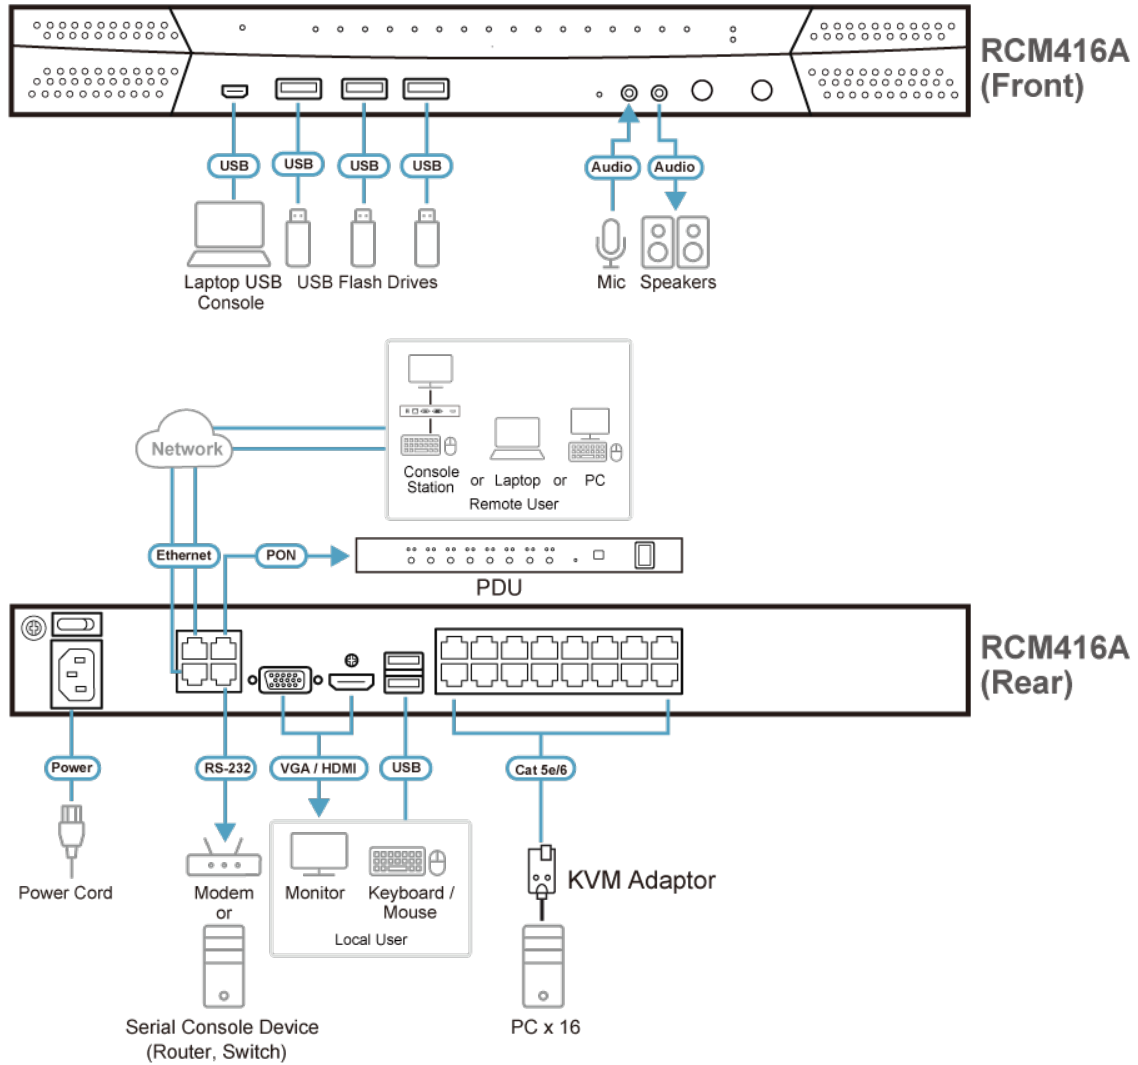 RCM416A
(Front)
USB
USB
USB
USB
Audio
Audio
Laptop USB
Console
USB Flash Drives
Mic
Speakers
Network
Console
Station
or
Laptop
or
PC
Remote User
Ethernet
PON
PDU
RCM416A
(Rear)
Power
RS-232
VGA / HDMI
USB
Cat 5e/6
Power Cord
Modem
or
Monitor
Keyboard /
Mouse
Local User
KVM Adaptor
Serial Console Device
(Router, Switch)
PC x 16